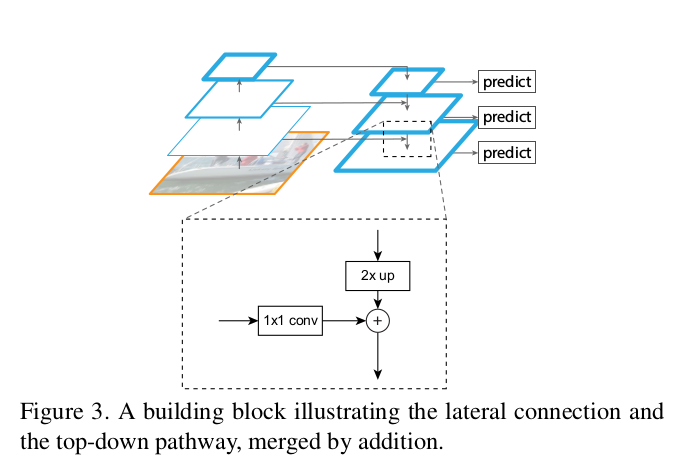 predict
predict
predict
2x up
1x1 conv
+
Figure 3. A building block illustrating the lateral connection and
the top-down pathway, merged by addition.